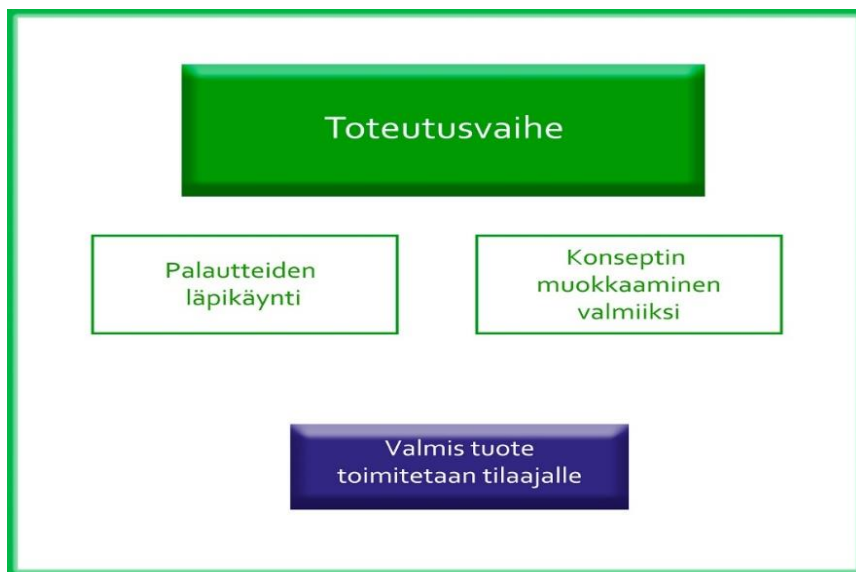 Toteutusvaihe
Palautteiden
läpikäynti
Konseptin
muokkaaminen
valmiiksi
Valmis tuote
toimitetaan tilaajalle